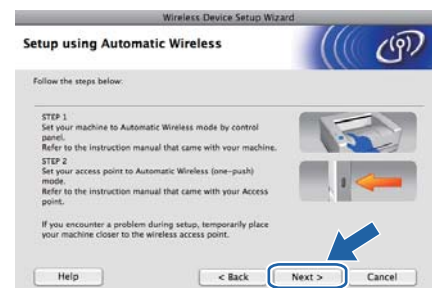 Wireless Device Setup Wizard
Setup using Automatic Wireless
Follow the steps below:
STEP 1
Set your machine to Automatic Wireless mode by control
panel.
Refer to the instruction manual that came with your machine.
STEP 2
Set your access point to Automatic Wireless (one-push)
mode.
Refer to the instruction manual that came with your Access
point.
If you encounter a problem during setup, temporarily place
your machine closer to the wireless access point.
Help < Back Next > Cancel